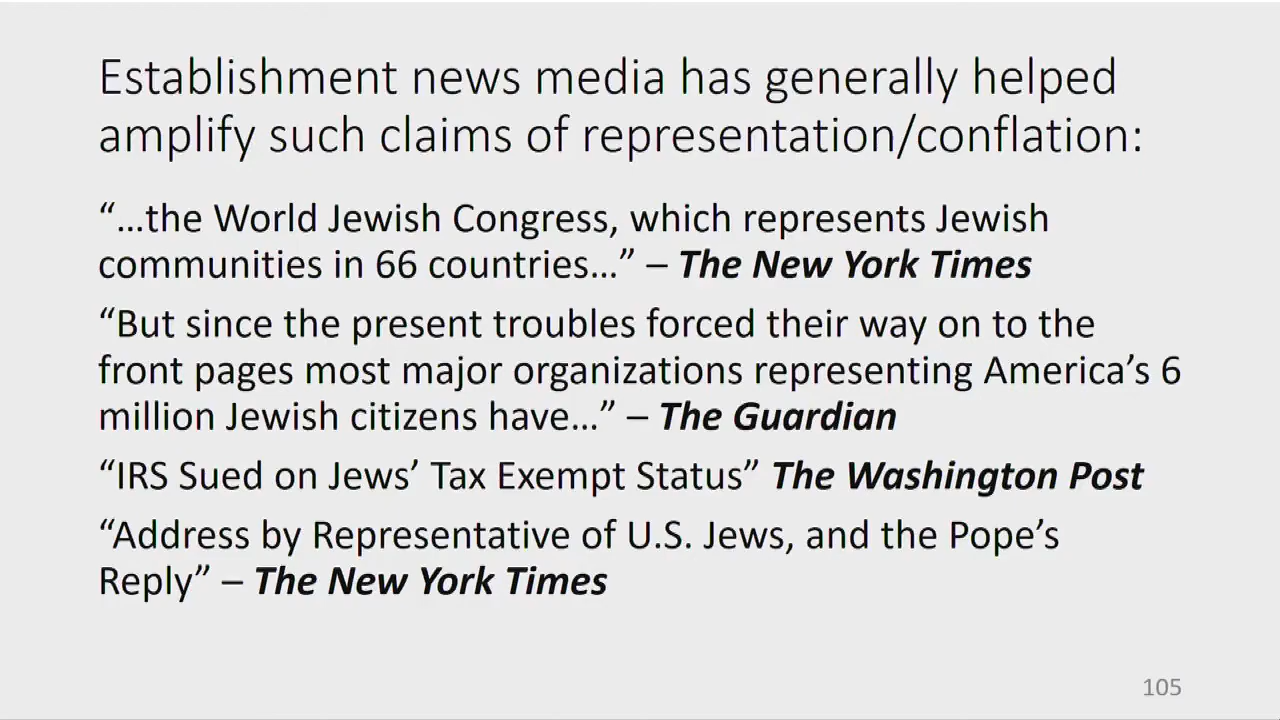 Establishment news media has generally helped
amplify such claims of representation/conflation:
“…the World Jewish Congress, which represents Jewish
communities in 66 countries…” – The New York Times
“But since the present troubles forced their way on to the
front pages most major organizations representing America’s 6
million Jewish citizens have…” – The Guardian
“IRS Sued on Jews’ Tax Exempt Status” The Washington Post
“Address by Representative of U.S. Jews, and the Pope’s
Reply” – The New York Times
105